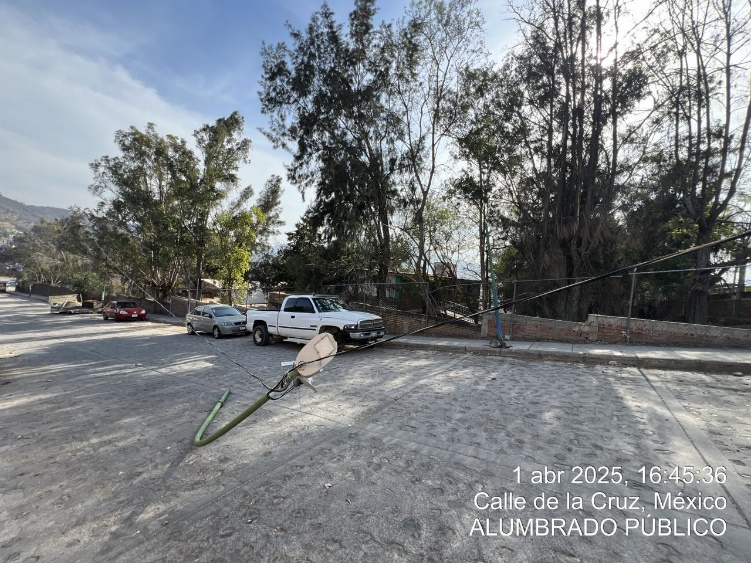 1 abr 2025, 16:45:36
Calle de la Cruz, México
ALUMBRADO PÚBLICO